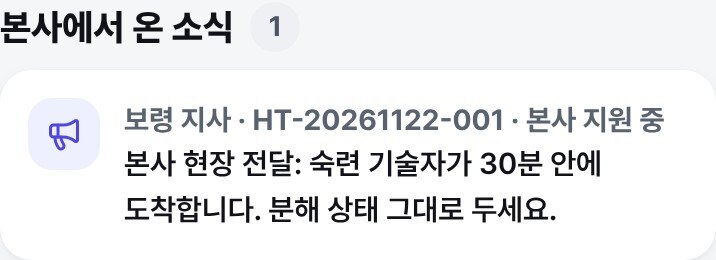 본사에서 온 소식 1
보령 지사 · HT-20261122-001 · 본사 지원 중
본사 현장 전달: 숙련 기술자가 30분 안에
도착합니다. 분해 상태 그대로 두세요.